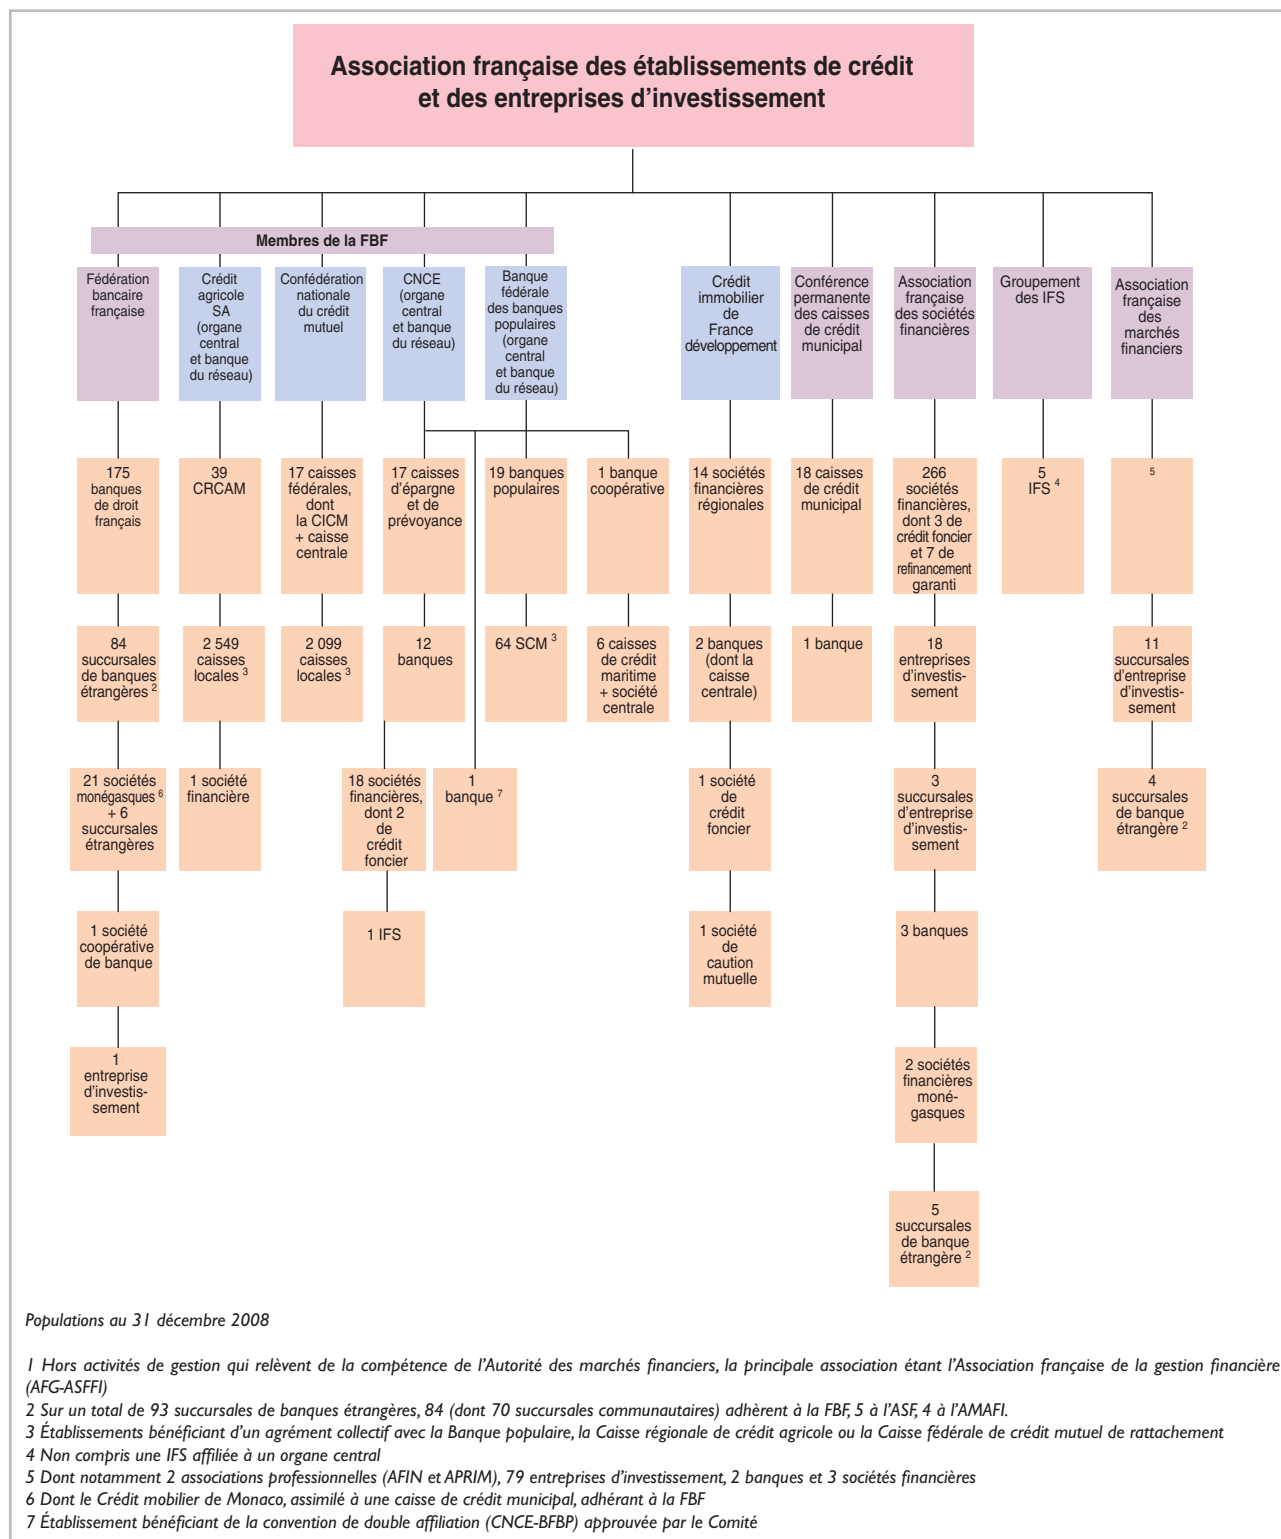 Association française des établissements de crédit
et des entreprises d'investissement
Membres de la FBF
Fédération
bancaire
française
Crédit
agricole
SA
(organe
central
et banque
du réseau)
Confédération
nationale
du crédit
mutuel
CNCE
(organe
central
et banque
du réseau)
Banque
fédérale
des banques
populaires
(organe
central
et banque
du réseau)
Crédit
immobilier
de
France
développement
Conférence
permanente
des caisses
de crédit
municipal
Association
française
des sociétés
financières
Groupement
des IFS
Association
française
des
marchés
financiers
175
banques
de droit
français
39
CRCAM
17 caisses
fédérales,
dont
la CICM
+ caisse
centrale
17 caisses
d'épargne
et de
prévoyance
19 banques
populaires
1 banque
coopérative
14 sociétés
financières
régionales
18 caisses
de crédit
municipal
266
sociétés
financières,
dont 3 de
crédit foncier
et 7 de
refinancement
garanti
5
IFS 4
5
84
succursales
de banques
étrangères 2
2 549
caisses
locales 3
2 099
caisses
locales 3
12
banques
64 SCM 3
6 caisses
de crédit
maritime
+ société
centrale
2 banques
(dont la
caisse
centrale)
1 banque
18
entreprises
d'investis-
sement
11
succursales
d'entreprise
d'investis-
sement
21 sociétés
monégasques 6
+ 6
succursales
étrangères
1 société
financière
18 sociétés
financières,
dont 2
de
crédit
foncier
1
banque 7
1 société
de
crédit
foncier
3
succursales
d'entreprise
d'investis-
sement
4
succursales
de banque
étrangère 2
1 société
coopérative
de banque
1 IFS
1 société
de
caution
mutuelle
3 banques
1
entreprise
d'investis-
sement
2 sociétés
financières
moné-
gasques
5
succursales
de banque
étrangère 2
Populations au 31 décembre 2008
1 Hors activités de gestion qui relèvent de la compétence de l'Autorité des marchés financiers, la principale association étant l'Association française de la gestion financière
(AFG-ASFFI)
2 Sur un total de 93 succursales de banques étrangères, 84 (dont 70 succursales communautaires) adhèrent à la FBF, 5 à l'ASF, 4 à l'AMAFI.
3 Établissements bénéficiant d'un agrément collectif avec la Banque populaire, la Caisse régionale de crédit agricole ou la Caisse fédérale de crédit mutuel de rattachement
4 Non compris une IFS affiliée à un organe central
5 Dont notamment 2 associations professionnelles (AFIN et APRIM), 79 entreprises d'investissement, 2 banques et 3 sociétés financières
6 Dont le Crédit mobilier de Monaco, assimilé à une caisse de crédit municipal, adhérant à la FBF
7 Établissement bénéficiant de la convention de double affiliation (CNCE-BFBP) approuvée par le Comité